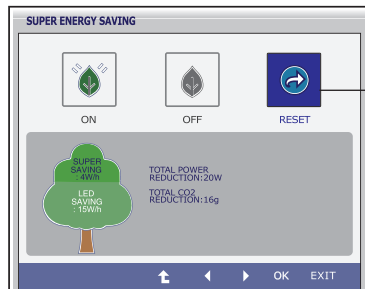 SUPER ENERGY SAVING
ON OFF RESET
SUPER
SAVING
: 4W/h
LED
SAVING
: 15W/h
TOTAL POWER
REDUCTION:20W
TOTAL CO2
REDUCTION:16g
OK EXIT